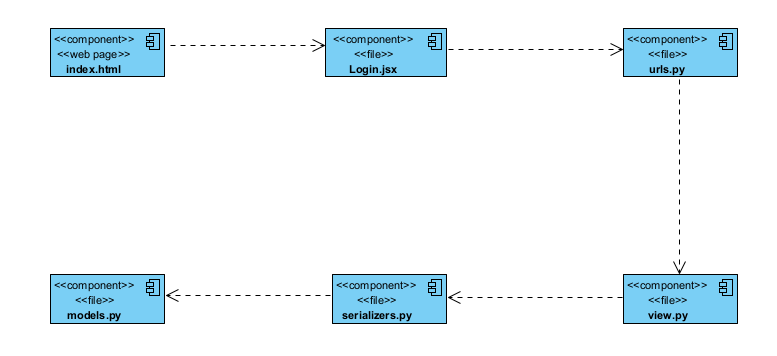 <<component>>
<<web page>>
index.html
<<component>>
<<file>>
Login.jsx
<<component>>
<<file>>
urls.py
<<component>>
<<file>>
models.py
<<component>>
<<file>>
serializers.py
<<component>>
<<file>>
view.py